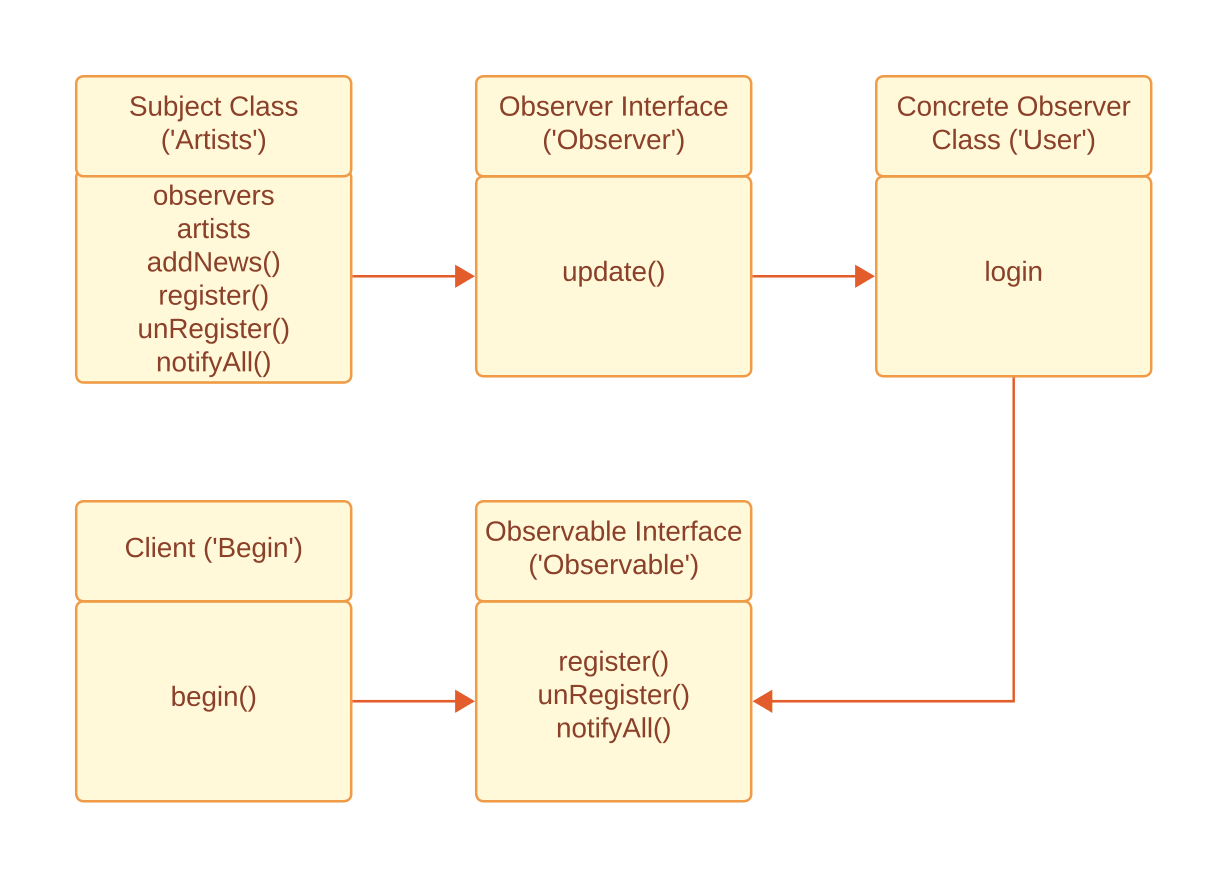 Subject Class
('Artists')
observers
artists
addNews()
register()
unRegister()
notifyAll()
Observer Interface
('Observer')
update()
Concrete Observer
Class ('User')
login
Client ('Begin')
begin()
Observable Interface
('Observable')
register()
unRegister()
notifyAll()